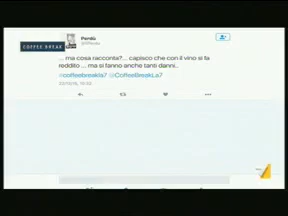 COFFEE BREAK
Perdù
... ma cosa racconta?... capisco che con il vino si fa
reddito ... ma si fanno anche tanti danni..
@coffeebreakla7 @CoffeeBreakLa7